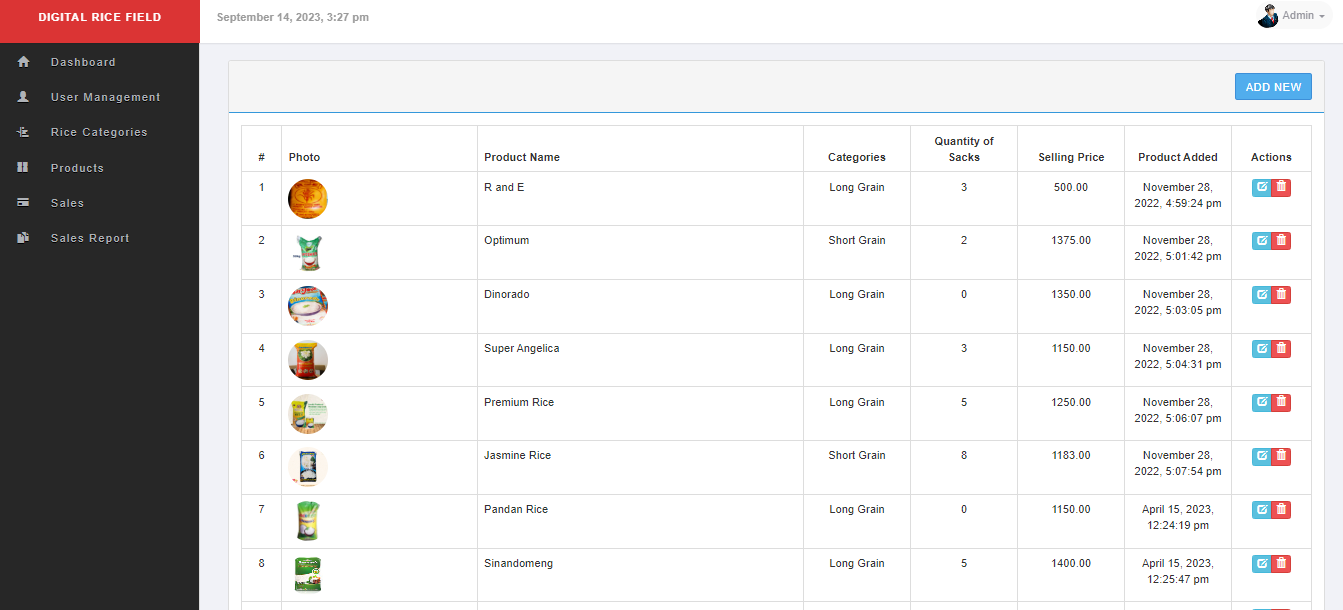 DIGITAL RICE FIELD
September 14, 2023, 3:27 pm
Admin
Dashboard
User Management
Rice Categories
Products
Sales
Sales Report
ADD NEW
# Photo Product Name Categories Quantity of Sacks Selling Price Product Added Actions
1 R and E Long Grain 3 500.00 November 28, 2022, 4:59:24 pm
2 Optimum Short Grain 2 1375.00 November 28, 2022, 5:01:42 pm
3 Dinorado Long Grain 0 1350.00 November 28, 2022, 5:03:05 pm
4 Super Angelica Long Grain 3 1150.00 November 28, 2022, 5:04:31 pm
5 Premium Rice Long Grain 5 1250.00 November 28, 2022, 5:06:07 pm
6 Jasmine Rice Short Grain 8 1183.00 November 28, 2022, 5:07:54 pm
7 Pandan Rice Long Grain 0 1150.00 April 15, 2023, 12:24:19 pm
8 Sinandomeng Long Grain 5 1400.00 April 15, 2023, 12:25:47 pm